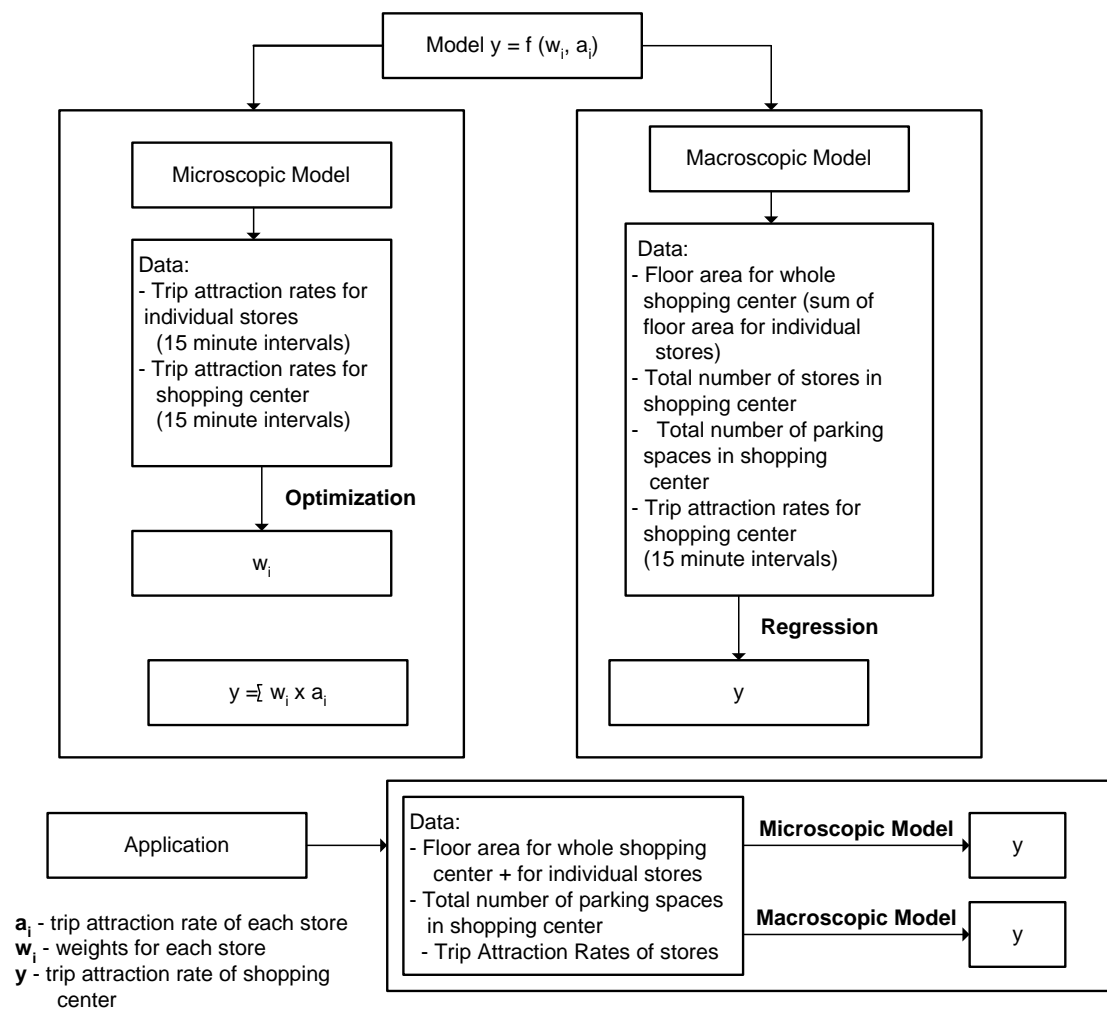 Model y = f (wi, ai)
Microscopic Model
Data:
- Trip attraction rates for
individual stores
(15 minute intervals)
- Trip attraction rates for
shopping center
(15 minute intervals)
Optimization
wi
y =Σ wi x ai
Macroscopic Model
Data:
- Floor area for whole
shopping center (sum of
floor area for individual
stores)
- Total number of stores in
shopping center
- Total number of parking
spaces in shopping
center
- Trip attraction rates for
shopping center
(15 minute intervals)
Regression
y
Application
Data:
- Floor area for whole shopping
center + for individual stores
- Total number of parking spaces
in shopping center
- Trip Attraction Rates of stores
Microscopic Model
y
Macroscopic Model
y
ai - trip attraction rate of each store
wi - weights for each store
y - trip attraction rate of shopping
center